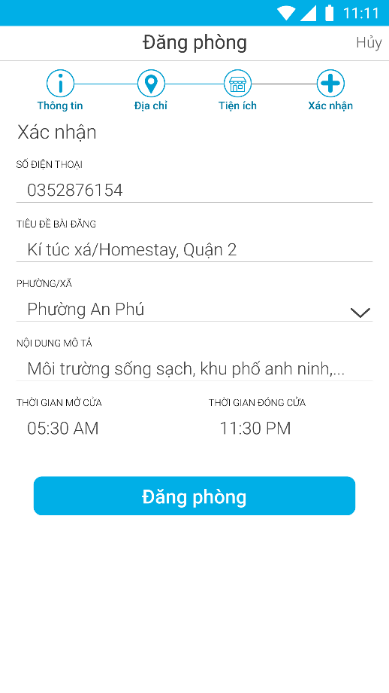 11:11
Đăng phòng
Hủy
Thông tin
Địa chỉ
Tiện ích
Xác nhận
Xác nhận
SỐ ĐIỆN THOẠI
0352876154
TIÊU ĐỀ BÀI ĐĂNG
Kí túc xá/Homestay, Quận 2
PHƯỜNG/XÃ
Phường An Phú
NỘI DUNG MÔ TẢ
Môi trường sống sạch, khu phố anh ninh,...
THỜI GIAN MỞ CỬA
THỜI GIAN ĐÓNG CỬA
05:30 AM
11:30 PM
Đăng phòng